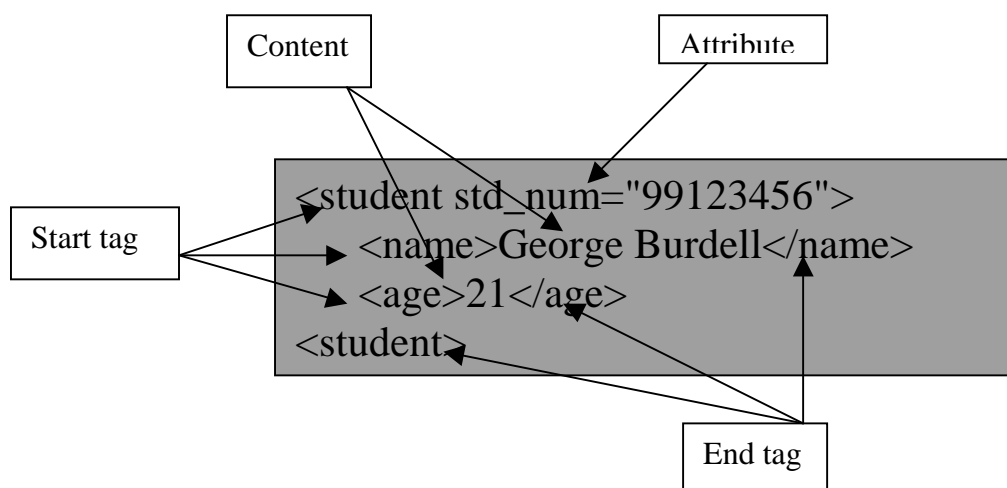 Content
Attribute
<student std_num="99123456">
Start tag
<name>George Burdell</name>
<age>21</age>
<student>
End tag